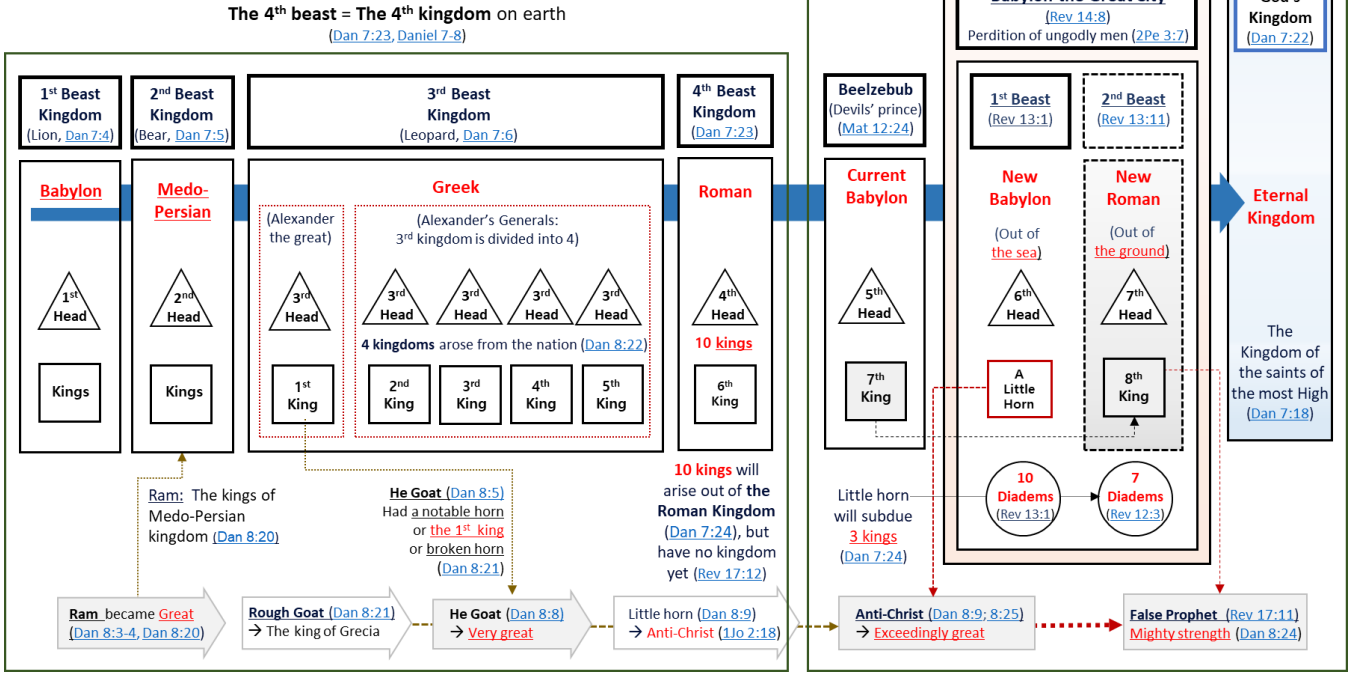 The 4th beast = The 4th kingdom on earth
(Dan 7:23, Daniel 7-8)
Babylon the Great City
(Rev 14:8)
Perdition of ungodly men (2Pe 3:7)
God's
Kingdom
(Dan 7:22)
1st Beast
Kingdom
(Lion, Dan 7:4)
2nd Beast
Kingdom
(Bear, Dan 7:5)
3rd Beast
Kingdom
(Leopard, Dan 7:6)
4th Beast
Kingdom
(Dan 7:23)
Beelzebub
(Devils' prince)
(Mat 12:24)
1st Beast
(Rev 13:1)
2nd Beast
(Rev 13:11)
Babylon
Medo-
Persian
Greek
Roman
Current
Babylon
New
Babylon
New
Roman
Eternal
Kingdom
(Alexander
the great)
(Alexander's Generals:
3rd kingdom is divided into 4)
(Out of
the sea)
(Out of
the ground)
1st
Head
2nd
Head
3rd
Head
3rd
Head
3rd
Head
3rd
Head
3rd
Head
4th
Head
5th
Head
6th
Head
7th
Head
4 kingdoms arose from the nation (Dan 8:22)
10 kings
The
Kingdom of
the saints of
the most High
(Dan 7:18)
Kings
Kings
1st
King
2nd
King
3rd
King
4th
King
5th
King
6th
King
7th
King
A
Little
Horn
8th
King
Ram: The kings of
Medo-Persian
kingdom (Dan 8:20)
He Goat (Dan 8:5)
Had a notable horn
or the 1st king
or broken horn
(Dan 8:21)
10 kings will
arise out of the
Roman Kingdom
(Dan 7:24), but
have no kingdom
yet (Rev 17:12)
Little horn
will subdue
3 kings
(Dan 7:24)
10
Diadems
(Rev 13:1)
7
Diadems
(Rev 12:3)
Ram became Great
(Dan 8:3-4, Dan 8:20)
Rough Goat (Dan 8:21)
→ The king of Grecia
He Goat (Dan 8:8)
→ Very great
Little horn (Dan 8:9)
→ Anti-Christ (1Jo 2:18)
Anti-Christ (Dan 8:9; 8:25)
→ Exceedingly great
False Prophet (Rev 17:11)
Mighty strength (Dan 8:24)